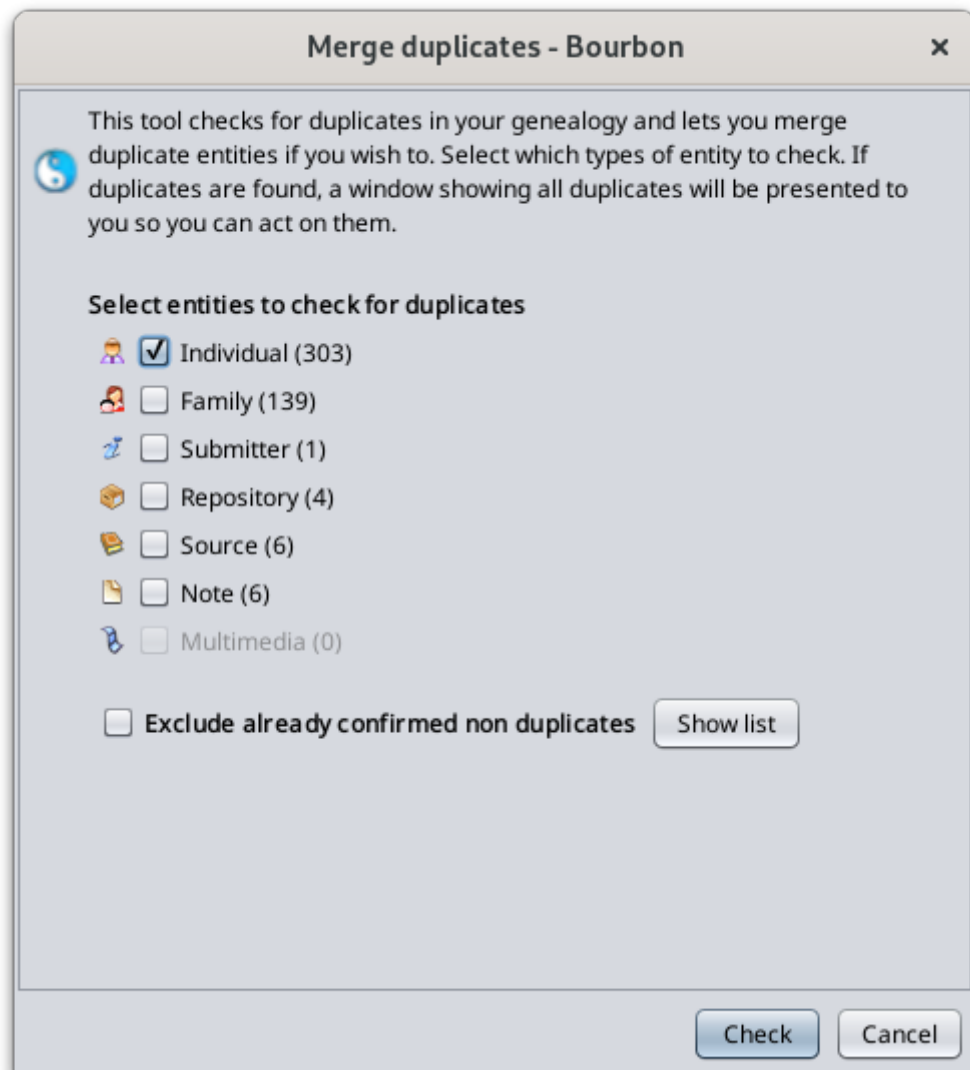 Merge duplicates - Bourbon
This tool checks for duplicates in your genealogy and lets you merge
duplicate entities if you wish to. Select which types of entity to check. If
duplicates are found, a window showing all duplicates will be presented to
you so you can act on them.
Select entities to check for duplicates
Individual (303)
Family (139)
Submitter (1)
Repository (4)
Source (6)
Note (6)
Multimedia (0)
Exclude already confirmed non duplicates Show list
Check Cancel